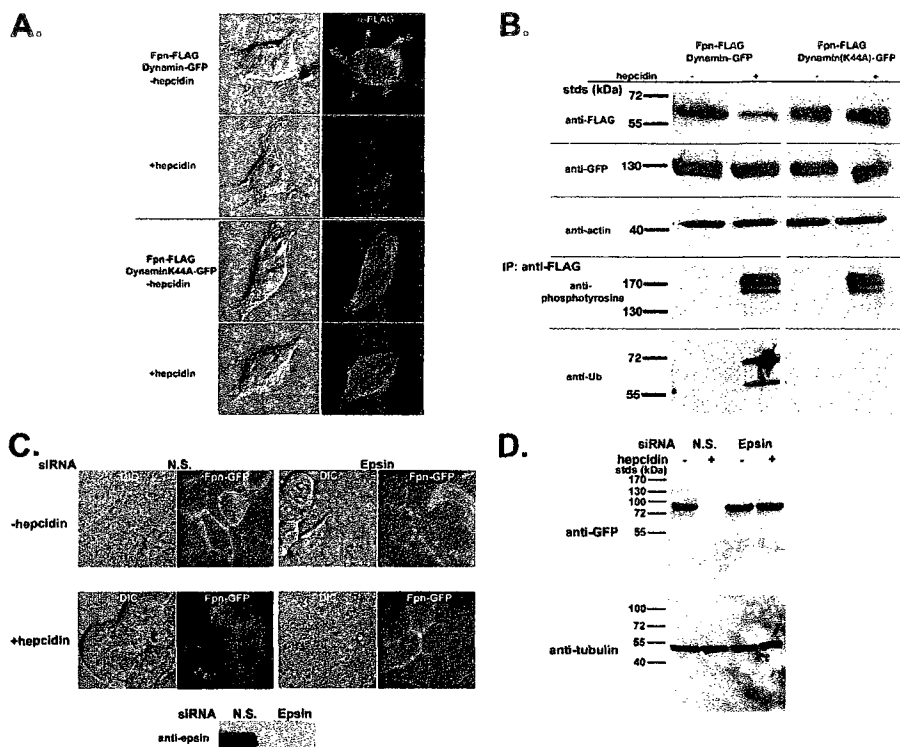 A.
DIC
α-FLAG
Fpn-FLAG
Dynamin-GFP
-hepcidin
+hepcidin
Fpn-FLAG
DynaminK44A-GFP
-hepcidin
+hepcidin
B.
Fpn-FLAG
Dynamin-GFP
Fpn-FLAG
Dynamin(K44A)-GFP
hepcidin - + - +
stds (kDa)
72
anti-FLAG
55
anti-GFP 130
anti-actin 40
IP: anti-FLAG
anti-
phosphotyrosine
170
130
anti-Ub
72
55
C.
siRNA N.S. Epsin
DIC Fpn-GFP DIC Fpn-GFP
-hepcidin
DIC Fpn-GFP DIC Fpn-GFP
+hepcidin
siRNA N.S. Epsin
anti-epsin
D.
siRNA N.S. Epsin
hepcidin - + - +
stds (kDa)
170
130
100
72
55
anti-GFP
100
72
55
40
anti-tubulin